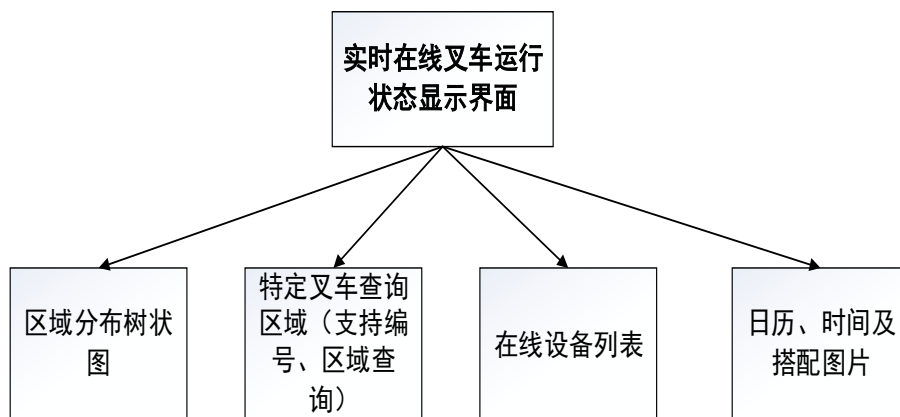 实时在线叉车运行
状态显示界面
区域分布树状
图
特定叉车查询
区域（支持编
号、区域查
询）
在线设备列表
日历、时间及
搭配图片